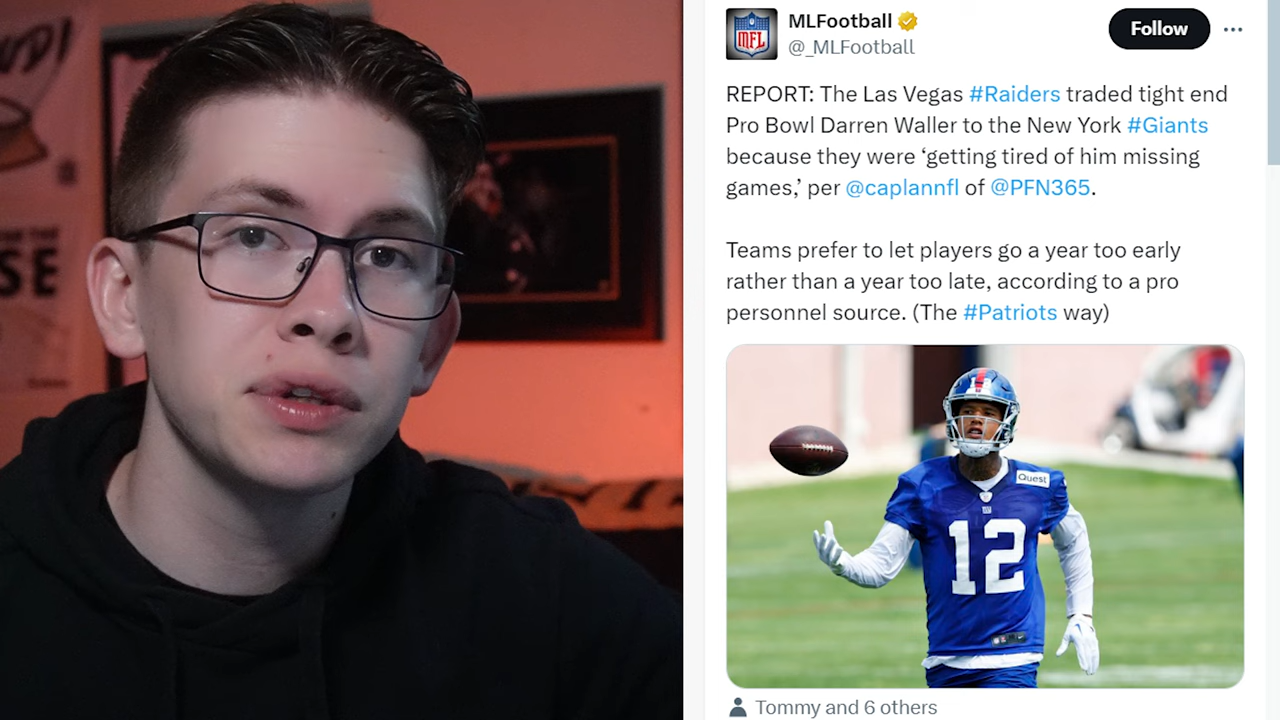 SE
MLFootball
@_MLFootball
Follow
MFL
REPORT: The Las Vegas #Raiders traded tight end
Pro Bowl Darren Waller to the New York #Giants
because they were ‘getting tired of him missing
games,’ per @caplannfl of @PFN365.
Teams prefer to let players go a year too early
rather than a year too late, according to a pro
personnel source. (The #Patriots way)
Quest
12
Tommy and 6 others